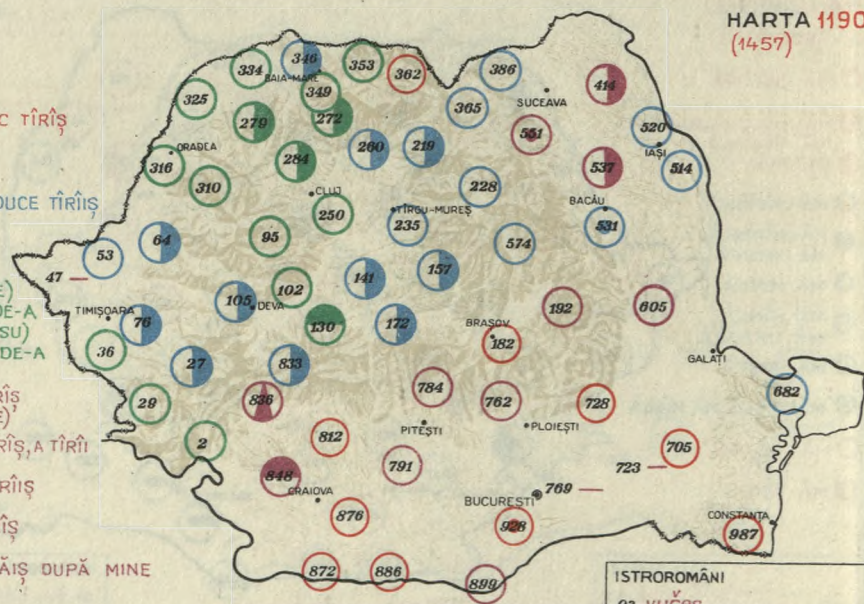 HARTA 1190
(1457)
C TÎRÎȘ
DUCE TÎRÎIȘ
E)
DE-A
SU)
DE-A
RÎȘ
E)
RÎȘ, A TÎRÎI
RÎIȘ
ÎȘ
ĂIȘ DUPĂ MINE
334
346
BAIA-MARE
353
362
386
414
325
349
365
SUCEAVA
279
272
551
520
IAȘI
ORADEA
284
260
219
537
514
316
310
CLUJ
228
BACĂU
250
TÎRGU-MUREȘ
235
531
95
574
64
53
47
141
157
102
105
DEVA
192
605
TIMIȘOARA
76
130
172
BRAȘOV
182
36
GALAȚI
27
833
29
836
784
762
728
682
2
812
PITEȘTI
PLOIEȘTI
705
791
723
848
CRAIOVA
769
BUCUREȘTI
876
928
CONSTANȚA
987
872
886
899
ISTROROMÂNI